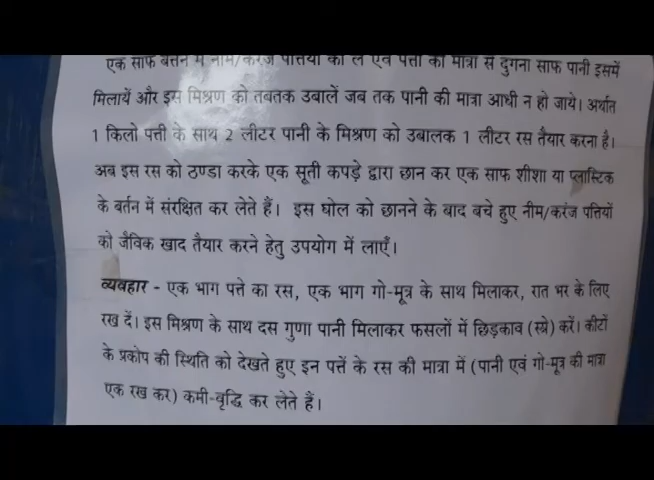 एक साफ बर्तन में नीम/करंज पत्तियों को लें एवं पत्ती की मात्रा से दुगना साफ पानी इसमें
मिलायें और इस मिश्रण को तबतक उबालें जब तक पानी की मात्रा आधी न हो जाये। अर्थात
1 किलो पत्ती के साथ 2 लीटर पानी के मिश्रण को उबालक 1 लीटर रस तैयार करना है।
अब इस रस को ठण्डा करके एक सूती कपड़े द्वारा छान कर एक साफ शीशा या प्लास्टिक
के बर्तन में संरक्षित कर लेते हैं। इस घोल को छानने के बाद बचे हुए नीम/करंज पत्तियों
को जैविक खाद तैयार करने हेतु उपयोग में लाएँ।
व्यवहार - एक भाग पत्ते का रस, एक भाग गो-मूत्र के साथ मिलाकर, रात भर के लिए
रख दें। इस मिश्रण के साथ दस गुणा पानी मिलाकर फसलों में छिड़काव (स्प्रे) करें। कीटों
के प्रकोप की स्थिति को देखते हुए इन पत्तें के रस की मात्रा में (पानी एवं गो-मूत्र की मात्रा
एक रख कर) कमी-वृद्धि कर लेते हैं।